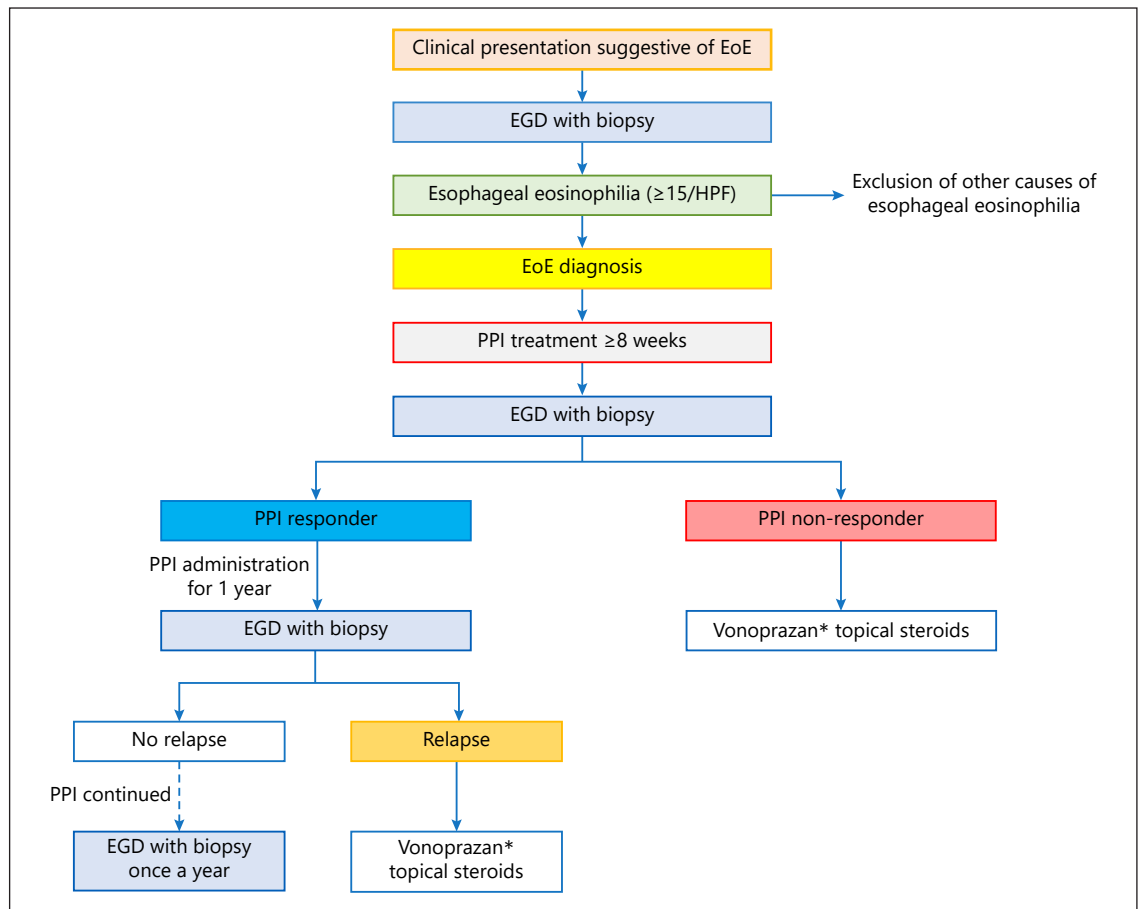 Clinical presentation suggestive of EoE
EGD with biopsy
Esophageal eosinophilia (≥15/HPF)
Exclusion of other causes of
esophageal eosinophilia
EoE diagnosis
PPI treatment ≥8 weeks
EGD with biopsy
PPI responder
PPI non-responder
PPI administration
for 1 year
EGD with biopsy
Vonoprazan* topical steroids
No relapse
Relapse
PPI continued
EGD with biopsy
once a year
Vonoprazan*
topical steroids